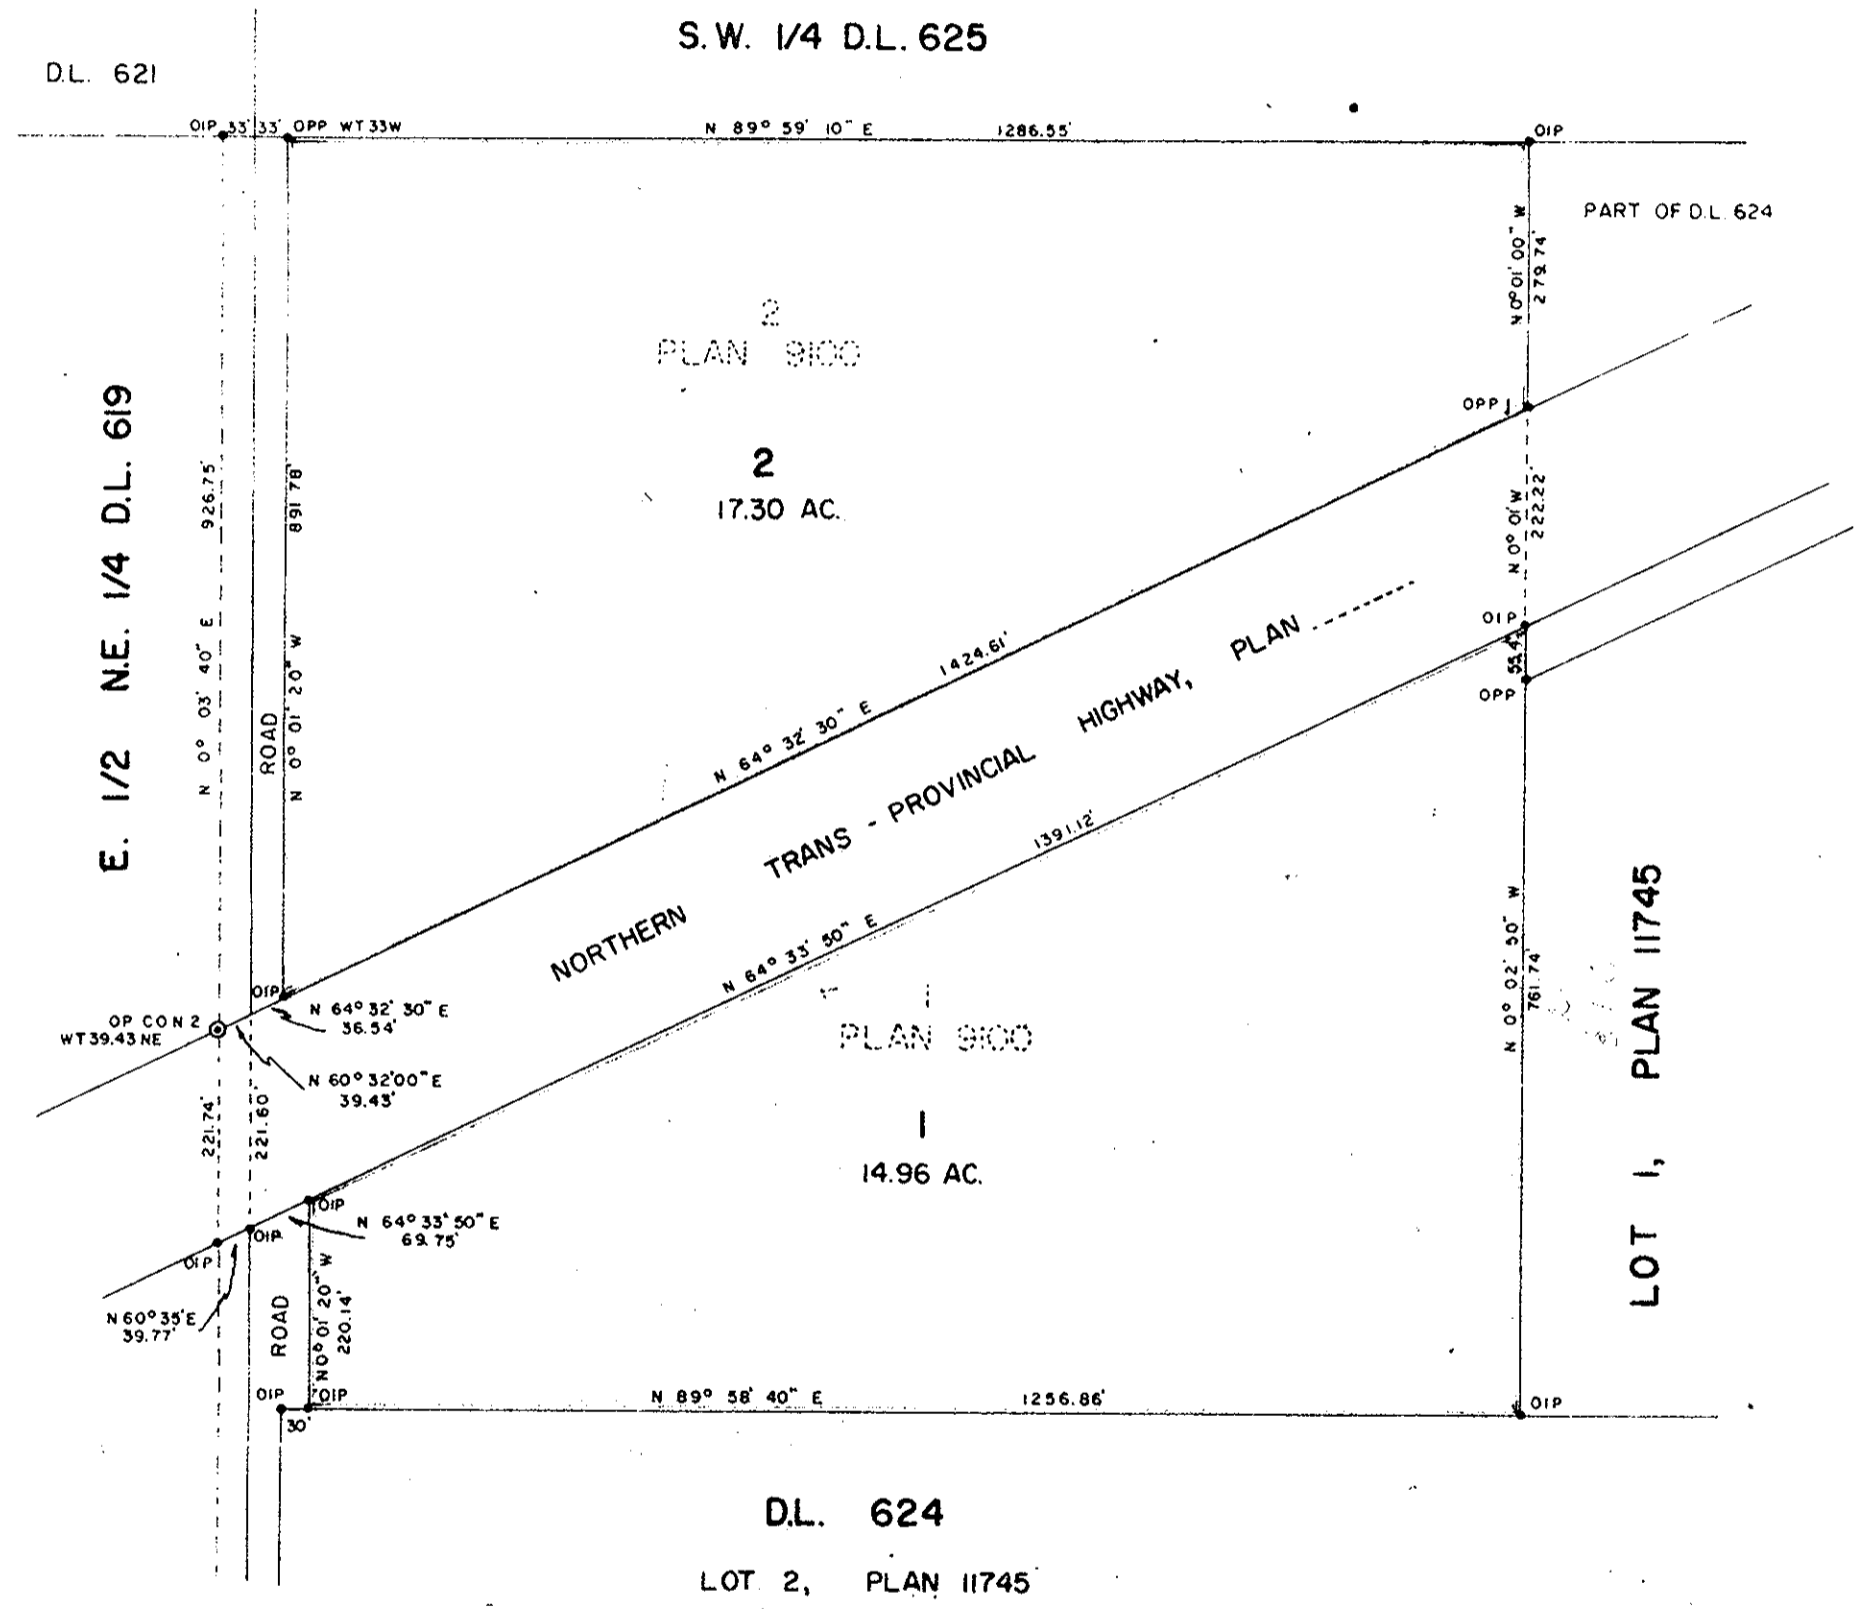 S.W. 1/4 D.L. 625
D.L. 621
OIP 33' 33' OPP WT 33W
N 89° 59' 10" E 1286.55'
OIP
PART OF D.L. 624
N 0° 01' 00" W
279.74'
2
PLAN 9100
2
17.30 AC.
OPP
E. 1/2 N.E. 1/4 D.L. 619
926.75'
N 0° 03' 40" E
891.78'
N 0° 01' 20" W
ROAD
N 0° 01' W
222.22'
OIP
OPP
N 64° 32' 30" E 1424.61'
NORTHERN TRANS - PROVINCIAL HIGHWAY, PLAN
N 64° 33' 50" E 1391.12'
OIP
N 64° 32' 30" E
36.54'
OP CON 2
WT 39.43 NE
N 60° 32' 00" E
39.43'
PLAN 9100
1
14.96 AC.
N 0° 02' 50" W
761.74'
LOT 1, PLAN 11745
221.74'
221.60'
OIP
N 64° 33' 50" E
69.75'
OIP
OIP
N 60° 35' E
39.77'
ROAD
N 0° 01' 20" W
220.14'
OIP OIP
30'
N 89° 58' 40" E 1256.86'
OIP
D.L. 624
LOT 2, PLAN 11745